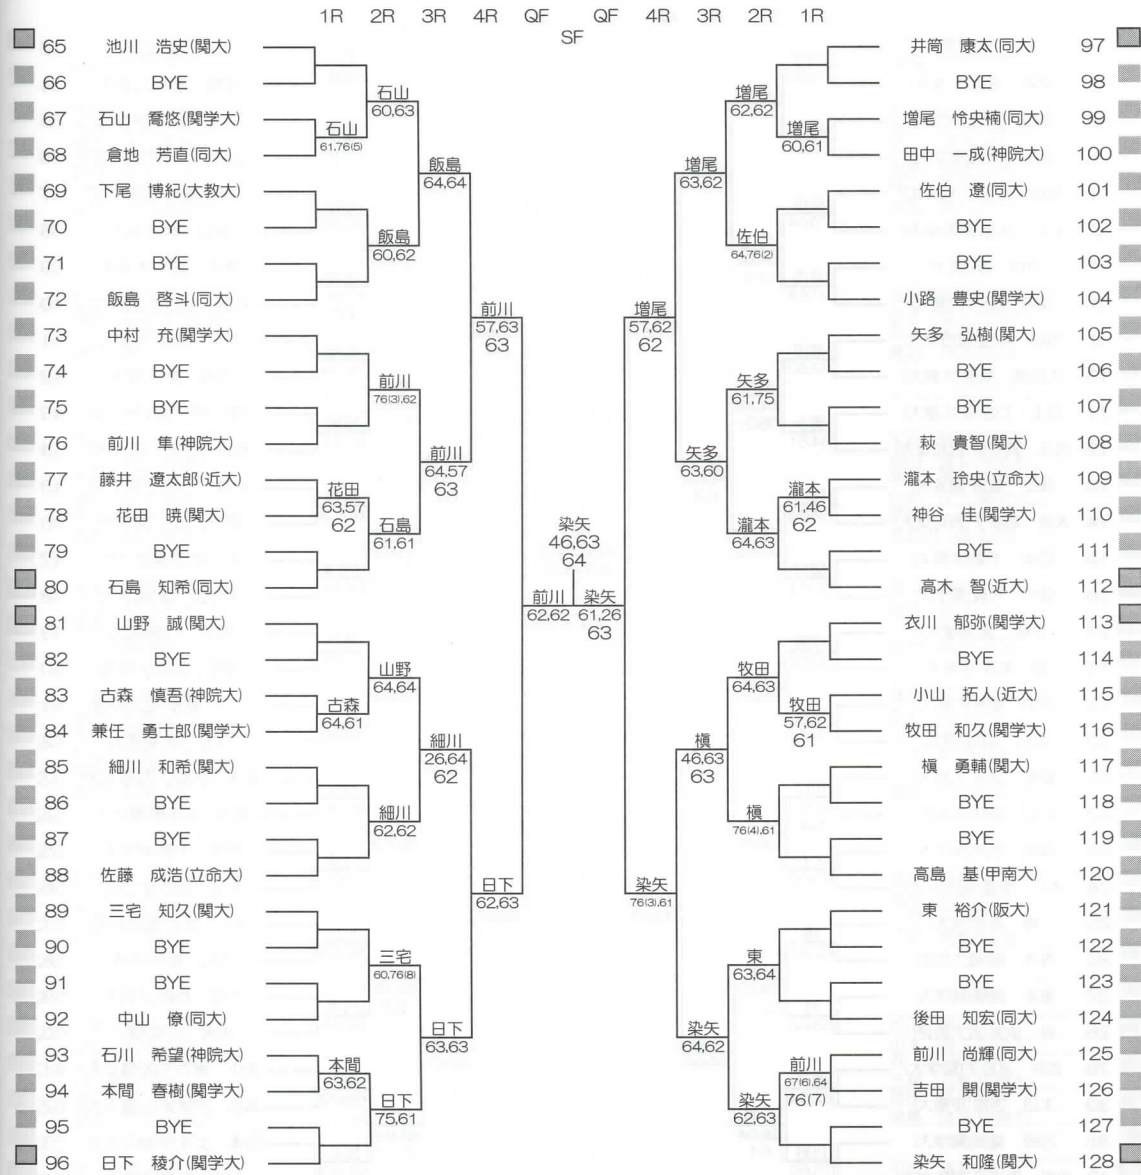 1R 2R 3R 4R QF QF 4R 3R 2R 1R
SF
65 池川 浩史(関大)
66 BYE
67 石山 喬悠(関学大)
68 倉地 芳直(同大)
69 下尾 博紀(大教大)
70 BYE
71 BYE
72 飯島 啓斗(同大)
73 中村 充(関学大)
74 BYE
75 BYE
76 前川 隼(神院大)
77 藤井 遼太郎(近大)
78 花田 暁(関大)
79 BYE
80 石島 知希(同大)
81 山野 誠(関大)
82 BYE
83 古森 慎吾(神院大)
84 兼任 勇士郎(関学大)
85 細川 和希(関大)
86 BYE
87 BYE
88 佐藤 成浩(立命大)
89 三宅 知久(関大)
90 BYE
91 BYE
92 中山 僚(同大)
93 石川 希望(神院大)
94 本間 春樹(関学大)
95 BYE
96 日下 稜介(関学大)
石山
61,76(5)
花田
63,57
62
古森
64,61
本間
63,62
石山
60,63
飯島
60,62
前川
76(3),62
石島
61,61
山野
64,64
細川
62,62
三宅
60,76(8)
日下
75,61
飯島
64,64
前川
64,57
63
細川
26,64
62
日下
63,63
前川
57,63
63
日下
62,63
前川
62,62
染矢
46,63
64
染矢
61,26
63
増尾
57,62
62
染矢
76(3),61
増尾
63,62
矢多
63,60
槇
46,63
63
染矢
64,62
増尾
62,62
佐伯
64,76(2)
矢多
61,75
瀧本
64,63
牧田
64,63
槇
76(4),61
東
63,64
染矢
62,63
増尾
60,61
瀧本
61,46
62
牧田
57,62
61
前川
67(6),64
76(7)
井筒 康太(同大) 97
BYE 98
増尾 怜央楠(同大) 99
田中 一成(神院大) 100
佐伯 遼(同大) 101
BYE 102
BYE 103
小路 豊史(関学大) 104
矢多 弘樹(関大) 105
BYE 106
BYE 107
萩 貴智(関大) 108
瀧本 玲央(立命大) 109
神谷 佳(関学大) 110
BYE 111
高木 智(近大) 112
衣川 郁弥(関学大) 113
BYE 114
小山 拓人(近大) 115
牧田 和久(関学大) 116
槇 勇輔(関大) 117
BYE 118
BYE 119
高島 基(甲南大) 120
東 裕介(阪大) 121
BYE 122
BYE 123
後田 知宏(同大) 124
前川 尚輝(同大) 125
吉田 開(関学大) 126
BYE 127
染矢 和隆(関大) 128